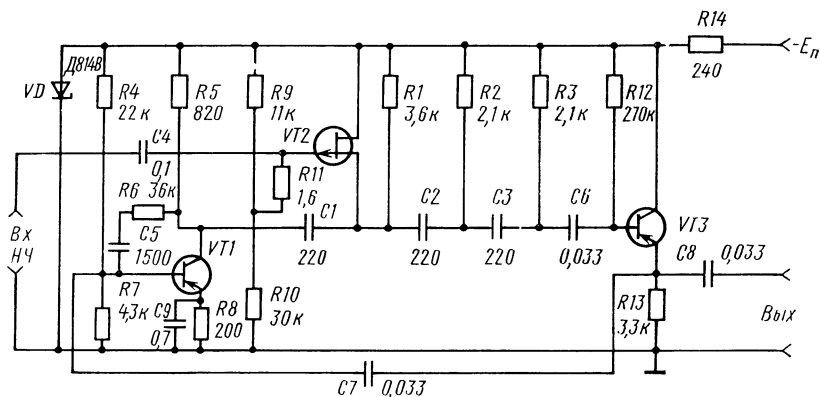 R14
-Eп
240
Д814В
VD
R4
22к
R5
820
R9
11к
VT2
R1
3,6к
R2
2,1к
R3
2,1к
R12
270к
C4
0,1
R11
1,6
R6
36к
C1
220
C2
220
C3
220
C6
0,033
VT3
Вх
НЧ
C5
1500
VT1
C8
0,033
R7
4,3к
C9
0,7
R8
200
R10
30к
R13
3,3к
Вых
C7
0,033